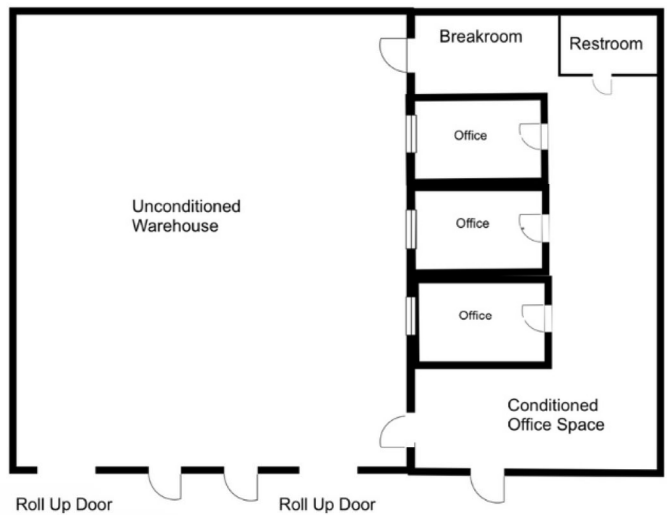 Breakroom
Restroom
Office
Unconditioned
Warehouse
Office
Office
Conditioned
Office Space
Roll Up Door
Roll Up Door